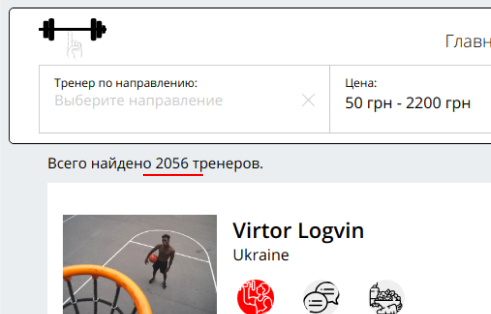 Главн
Тренер по направлению:
Выберите направление
Цена:
50 грн - 2200 грн
Всего найдено 2056 тренеров.
Virtor Logvin
Ukraine